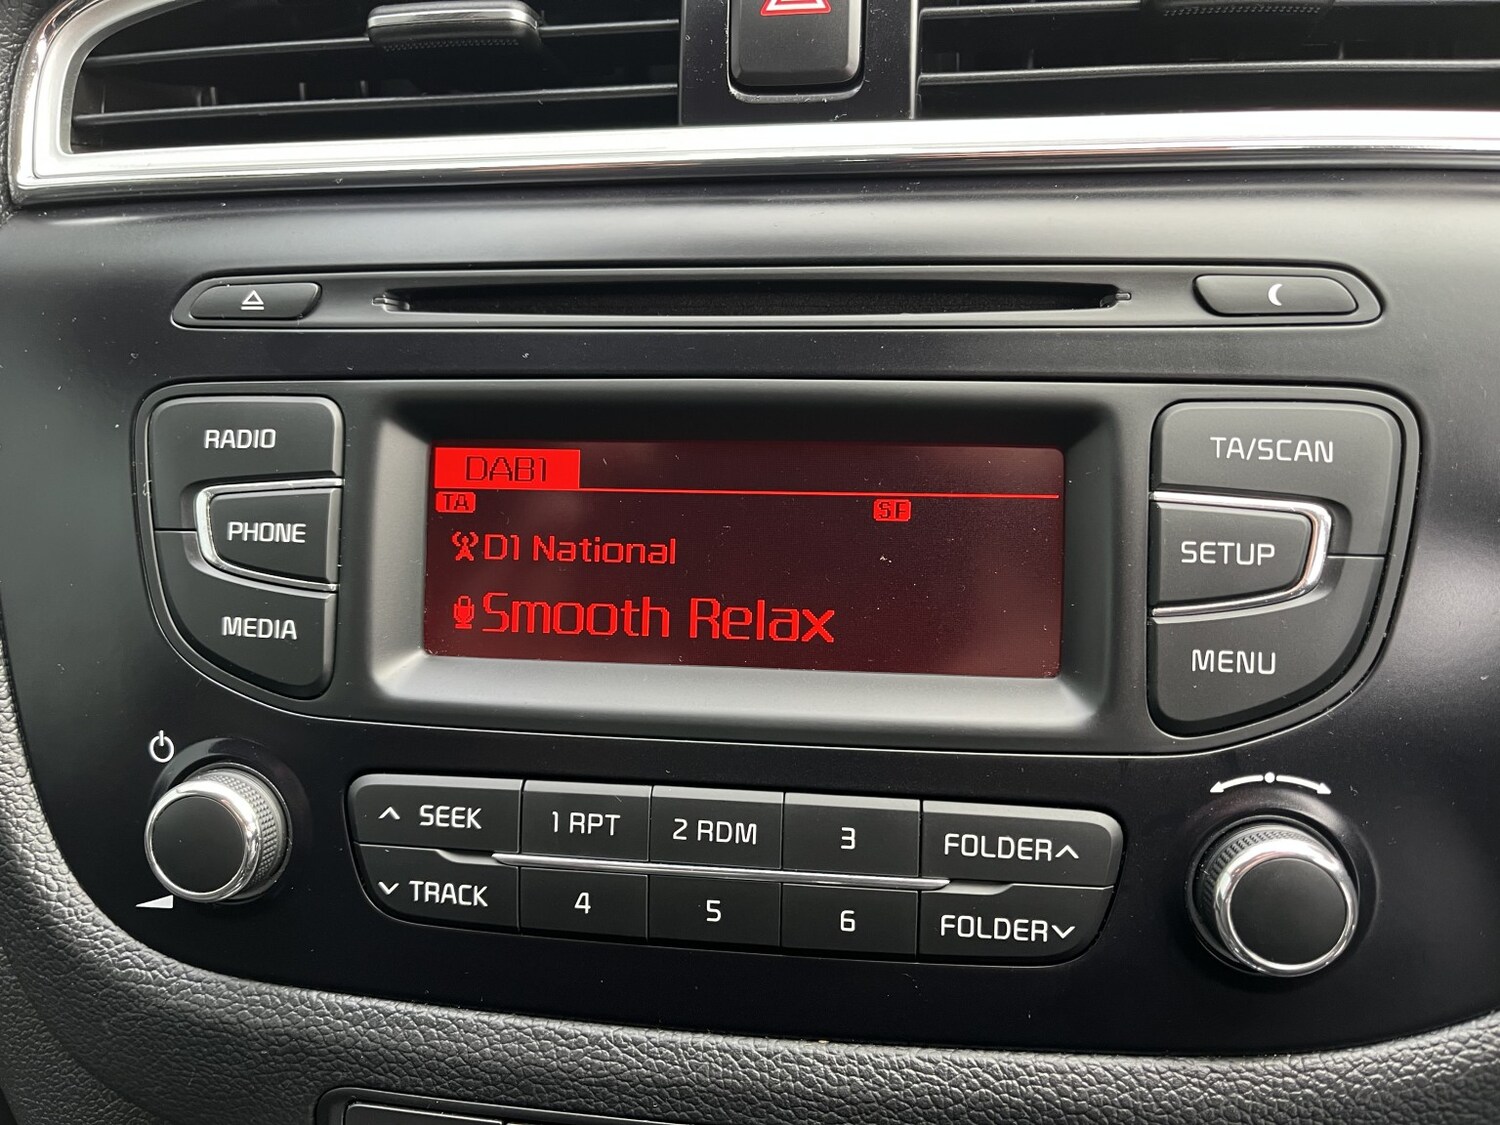 RADIO
PHONE
MEDIA
DAB1
TA SF
D1 National
Smooth Relax
TA/SCAN
SETUP
MENU
SEEK 1 RPT 2 RDM 3 FOLDER
TRACK 4 5 6 FOLDER